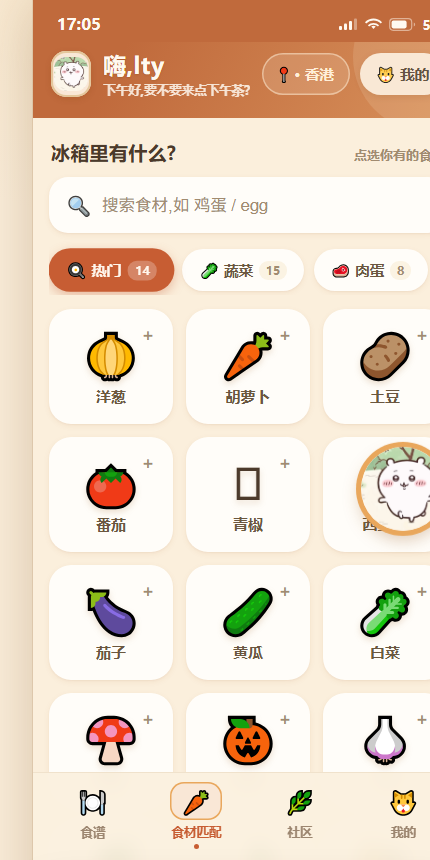 17:05
5
嗨,lty
下午好,要不要来点下午茶?
• 香港
我的
冰箱里有什么?
点选你有的食
搜索食材,如 鸡蛋 / egg
热门 14
蔬菜 15
肉蛋 8
+
+
+
洋葱
胡萝卜
土豆
+
+
番茄
青椒
西
+
+
+
茄子
黄瓜
白菜
+
+
+
食谱
食材匹配
社区
我的